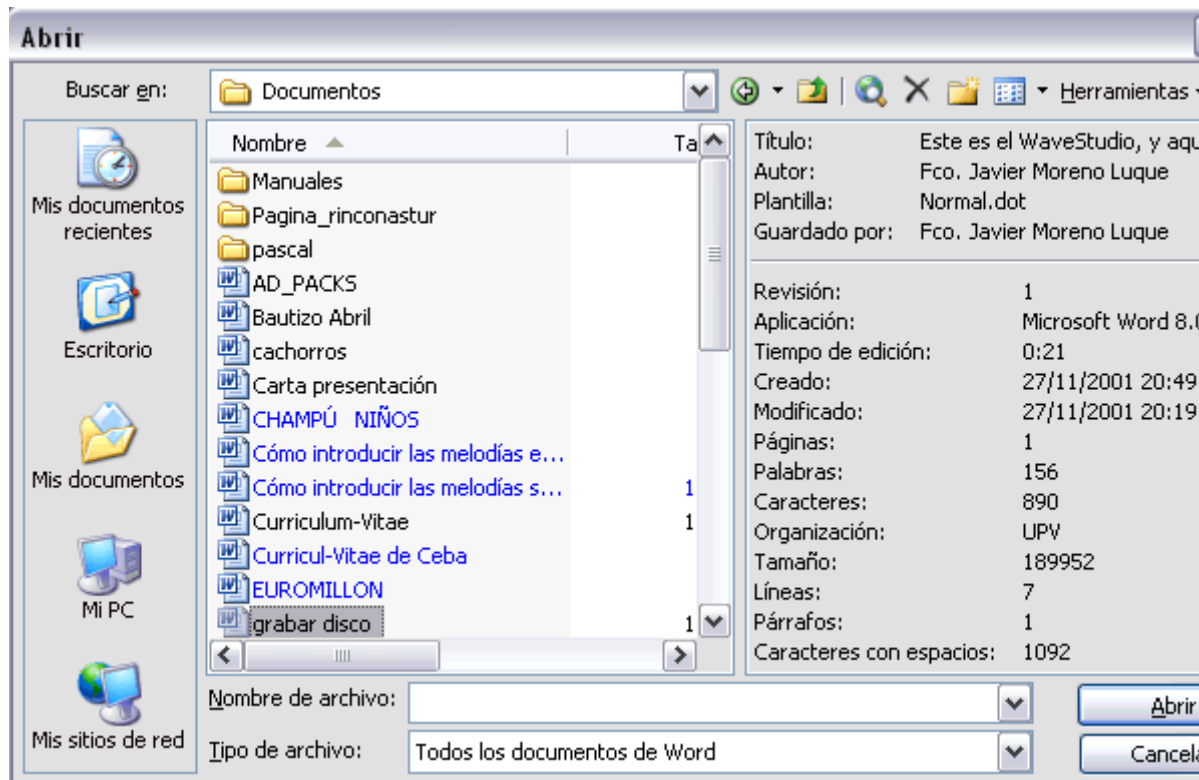 Abrir
Buscar en:
Documentos
Herramientas
Mis documentos
recientes
Escritorio
Mis documentos
Mi PC
Mis sitios de red
Nombre
Ta
Manuales
Pagina_rinconastur
pascal
AD_PACKS
Bautizo Abril
cachorros
Carta presentación
CHAMPÚ NIÑOS
Cómo introducir las melodías e...
Cómo introducir las melodías s... 1
Curriculum-Vitae 1
Curricul-Vitae de Ceba
EUROMILLON
grabar disco 1
Título: Este es el WaveStudio, y aqu
Autor: Fco. Javier Moreno Luque
Plantilla: Normal.dot
Guardado por: Fco. Javier Moreno Luque
Revisión: 1
Aplicación: Microsoft Word 8.0
Tiempo de edición: 0:21
Creado: 27/11/2001 20:49
Modificado: 27/11/2001 20:19
Páginas: 1
Palabras: 156
Caracteres: 890
Organización: UPV
Tamaño: 189952
Líneas: 7
Párrafos: 1
Caracteres con espacios: 1092
Nombre de archivo:
Abrir
Tipo de archivo: Todos los documentos de Word
Cancela